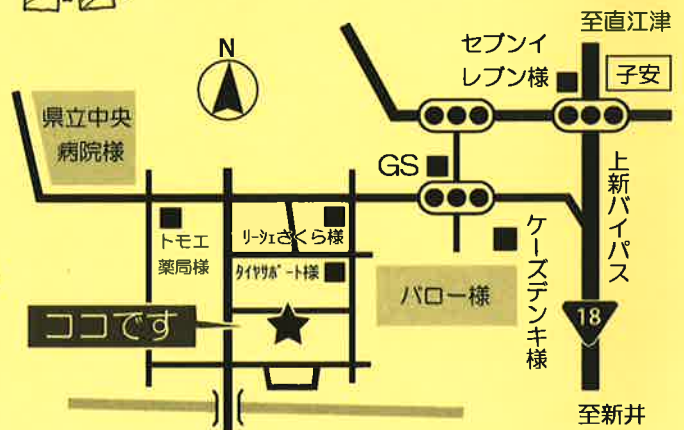 至直江津
セブンイ
レブン様
子安
N
県立中央
病院様
GS
上新バイパス
トモエ
薬局様
リーシェさくら様
タイヤサポート様
ケーズデンキ様
バロー様
ココです
18
至新井